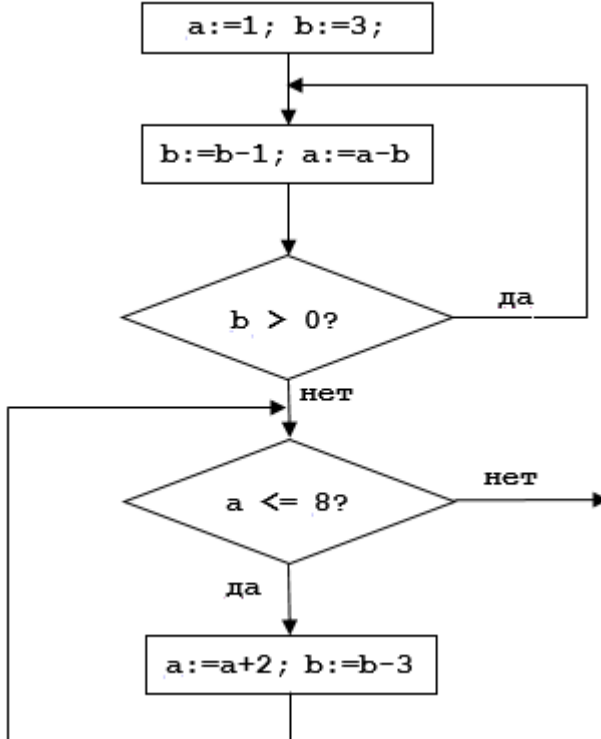 a:=1; b:=3;
b:=b-1; a:=a-b
b > 0?
да
нет
a <= 8?
нет
да
a:=a+2; b:=b-3